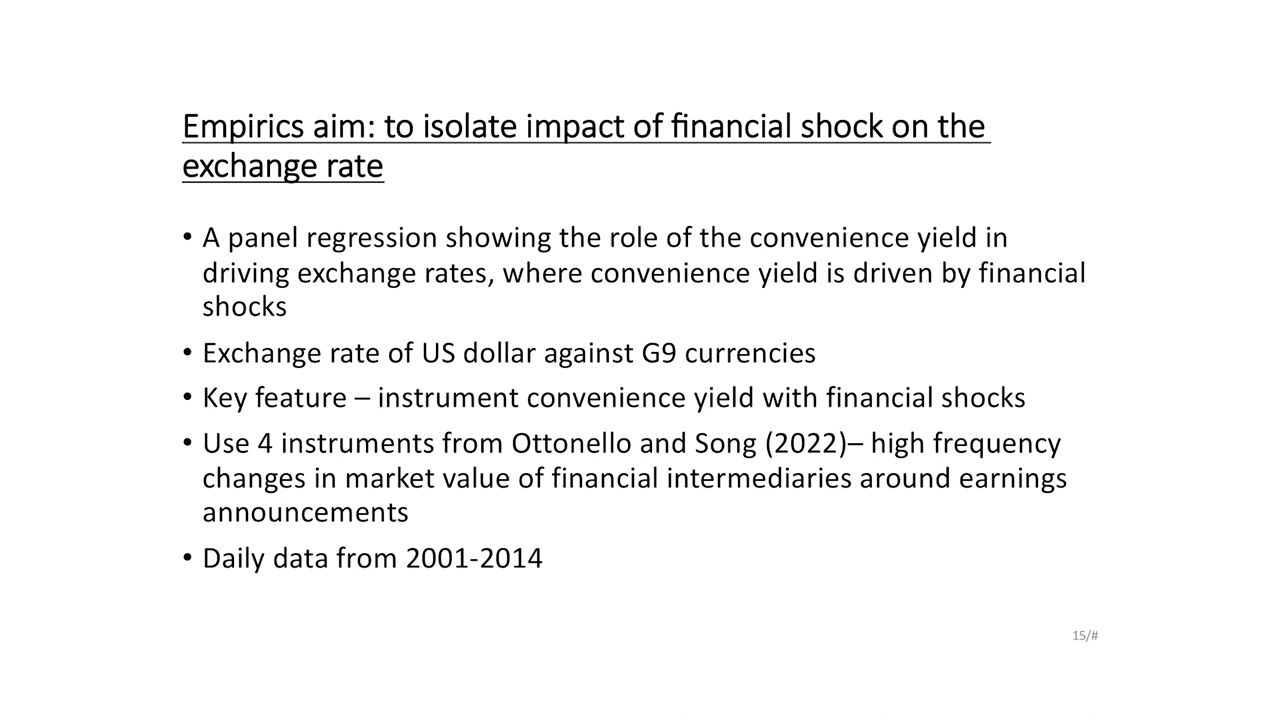 Empirics aim: to isolate impact of financial shock on the
exchange rate
• A panel regression showing the role of the convenience yield in
driving exchange rates, where convenience yield is driven by financial
shocks
• Exchange rate of US dollar against G9 currencies
• Key feature – instrument convenience yield with financial shocks
• Use 4 instruments from Ottonello and Song (2022)– high frequency
changes in market value of financial intermediaries around earnings
announcements
• Daily data from 2001-2014
15/#